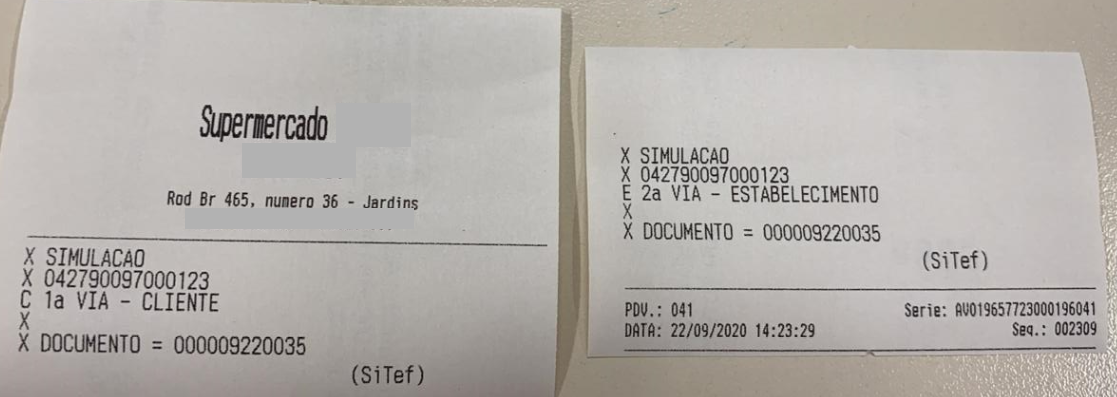 Supermercado
Rod Br 465, numero 36 - Jardins
X SIMULACAO
X 042790097000123
C 1a VIA - CLIENTE
X
X DOCUMENTO = 000009220035
(SiTef)
X SIMULACAO
X 042790097000123
E 2a VIA - ESTABELECIMENTO
X
X DOCUMENTO = 000009220035
(SiTef)
PDV.: 041 Serie: AV019657723000196041
DATA: 22/09/2020 14:23:29 Seq.: 002309